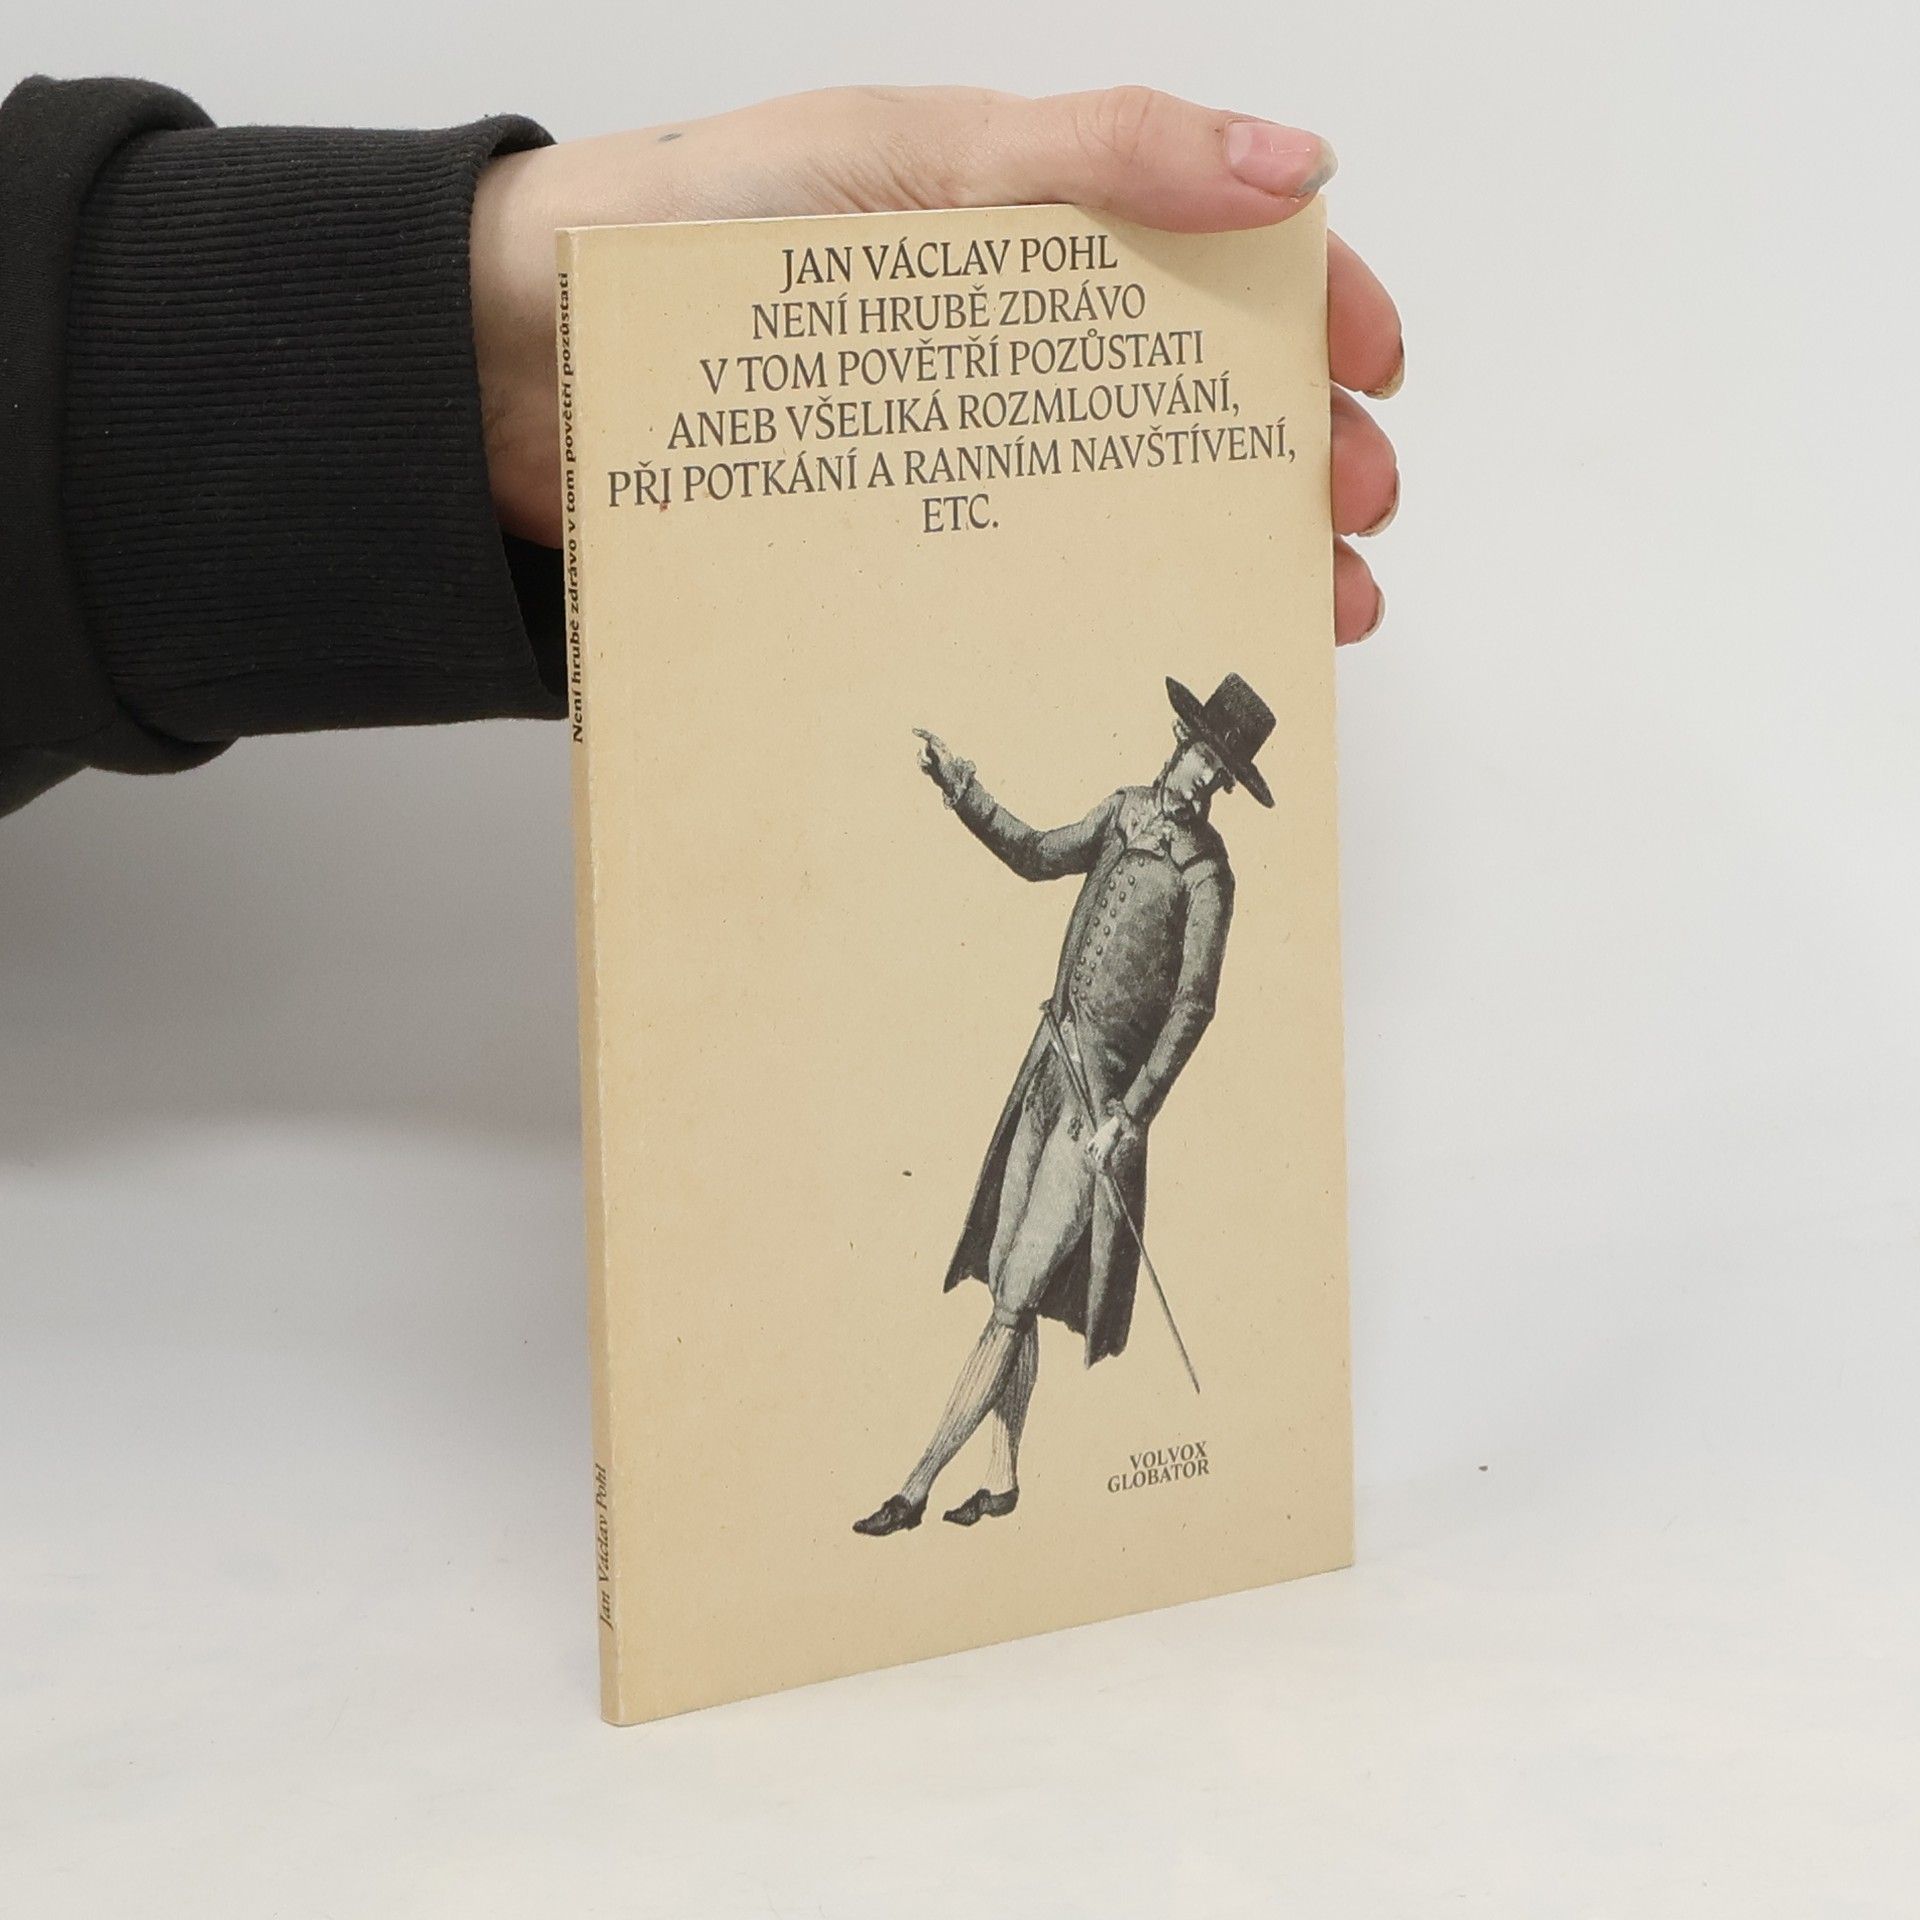 JAN VÁCLAV POHL
NENÍ HRUBĚ ZDRÁVO
V TOM POVĚTŘÍ POZŮSTATI
ANEB VŠELIKÁ ROZMLOUVÁNÍ,
PŘI POTKÁNÍ A RANNÍM NAVŠTÍVENÍ,
ETC.
VOLVOX
GLOBATOR
Není hrubě zdrávo v tom povětří pozůstati
Jan Václav Pohl